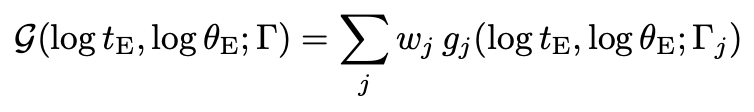 𝒢(log t_E, log θ_E; Γ) = ∑_j w_j g_j(log t_E, log θ_E; Γ_j)